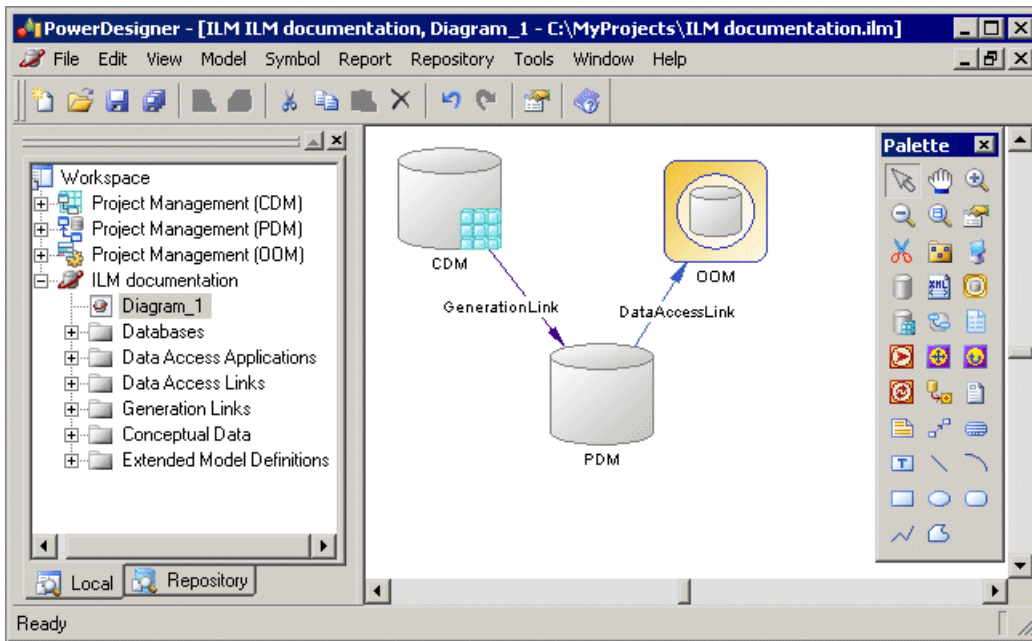 PowerDesigner - [ILM ILM documentation, Diagram_1 - C:\MyProjects\ILM documentation.ilm]
File Edit View Model Symbol Report Repository Tools Window Help
Workspace
Project Management (CDM)
Project Management (PDM)
Project Management (OOM)
ILM documentation
Diagram_1
Databases
Data Access Applications
Data Access Links
Generation Links
Conceptual Data
Extended Model Definitions
Local Repository
CDM
OOM
GenerationLink
DataAccessLink
PDM
Palette
XML
T
Ready